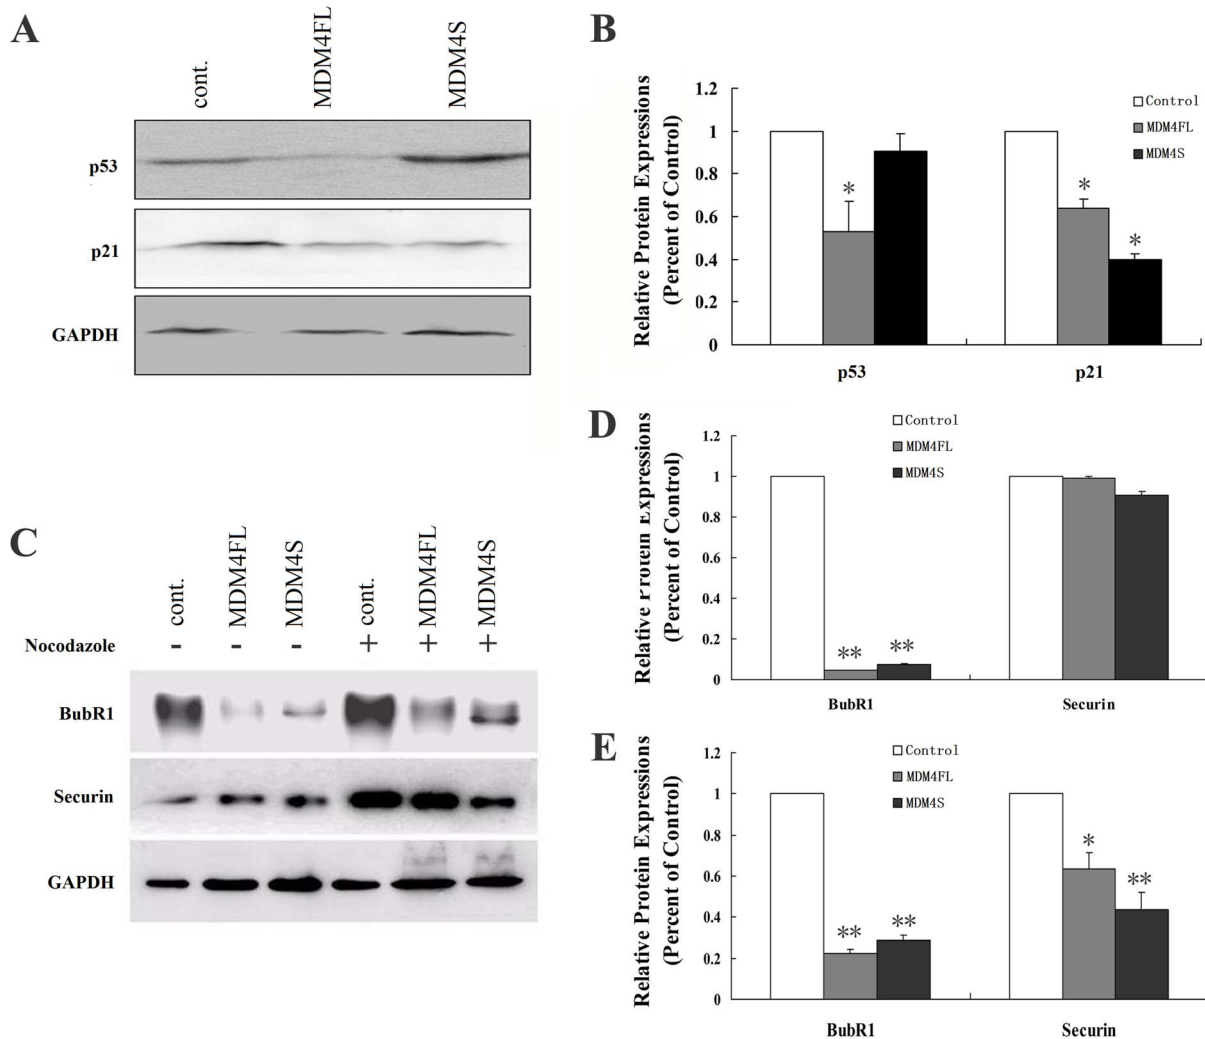 A
cont.
MDM4FL
MDM4S
p53
p21
GAPDH
B
Relative Protein Expressions
(Percent of Control)
1.2
1
0.8
0.6
0.4
0.2
0
Control
MDM4FL
MDM4S
*
*
*
p53
p21
C
cont.
MDM4FL
MDM4S
cont.
MDM4FL
MDM4S
Nocodazole - - - + + +
BubR1
Securin
GAPDH
D
Relative Protein Expressions
(Percent of Control)
1.2
1
0.8
0.6
0.4
0.2
0
Control
MDM4FL
MDM4S
**
**
BubR1
Securin
E
Relative Protein Expressions
(Percent of Control)
1.2
1
0.8
0.6
0.4
0.2
0
Control
MDM4FL
MDM4S
**
**
*
**
BubR1
Securin